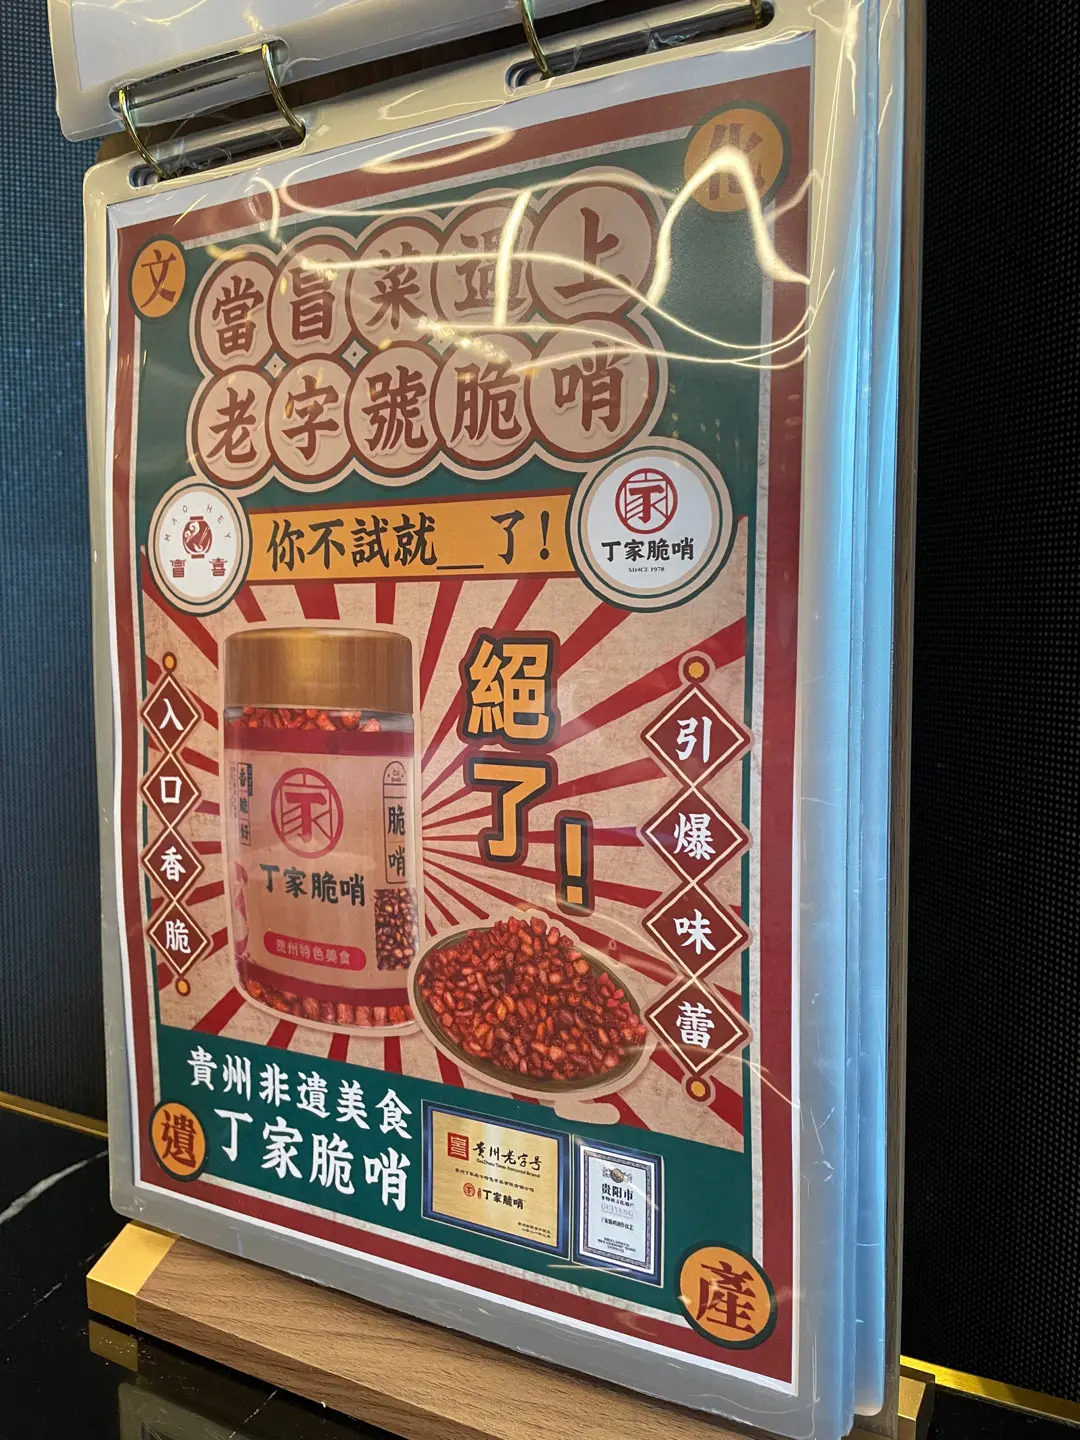 文
化
當冒菜遇上
老字號脆哨
MAO HEY
冒喜
你不試就__了!
丁家脆哨
SINCE 1978
絕了!
入口香脆
引爆味蕾
丁家脆哨
脆哨
贵州特色美食
貴州非遺美食
丁家脆哨
貴州老字号
丁家脆哨
贵阳市
GUIYANG
遺
產